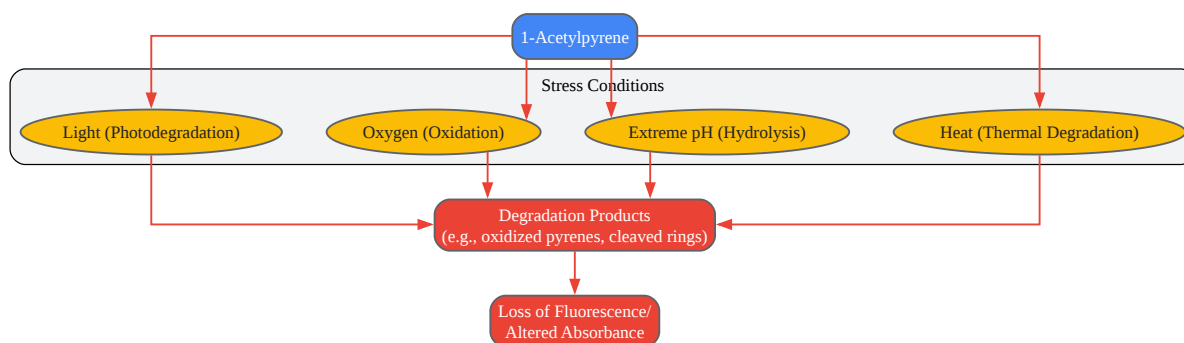 1-Acetylpyrene
Stress Conditions
Light (Photodegradation)
Oxygen (Oxidation)
Extreme pH (Hydrolysis)
Heat (Thermal Degradation)
Degradation Products
(e.g., oxidized pyrenes, cleaved rings)
Loss of Fluorescence/
Altered Absorbance